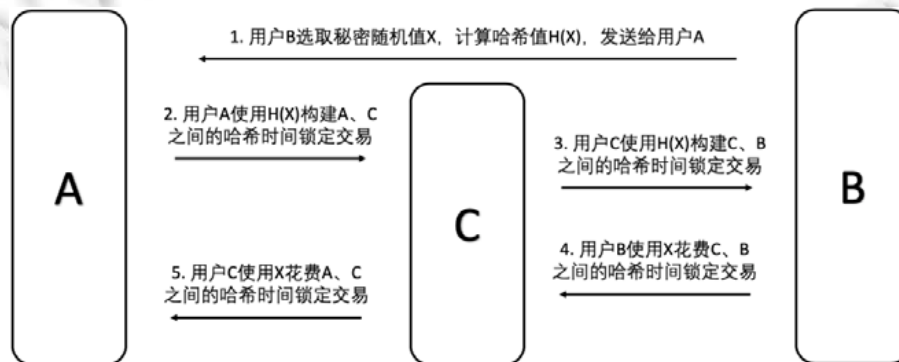 1. 用户B选取秘密随机值X，计算哈希值H(X)，发送给用户A
2. 用户A使用H(X)构建A、C
之间的哈希时间锁定交易
3. 用户C使用H(X)构建C、B
之间的哈希时间锁定交易
A
C
B
4. 用户B使用X花费C、B
之间的哈希时间锁定交易
5. 用户C使用X花费A、C
之间的哈希时间锁定交易